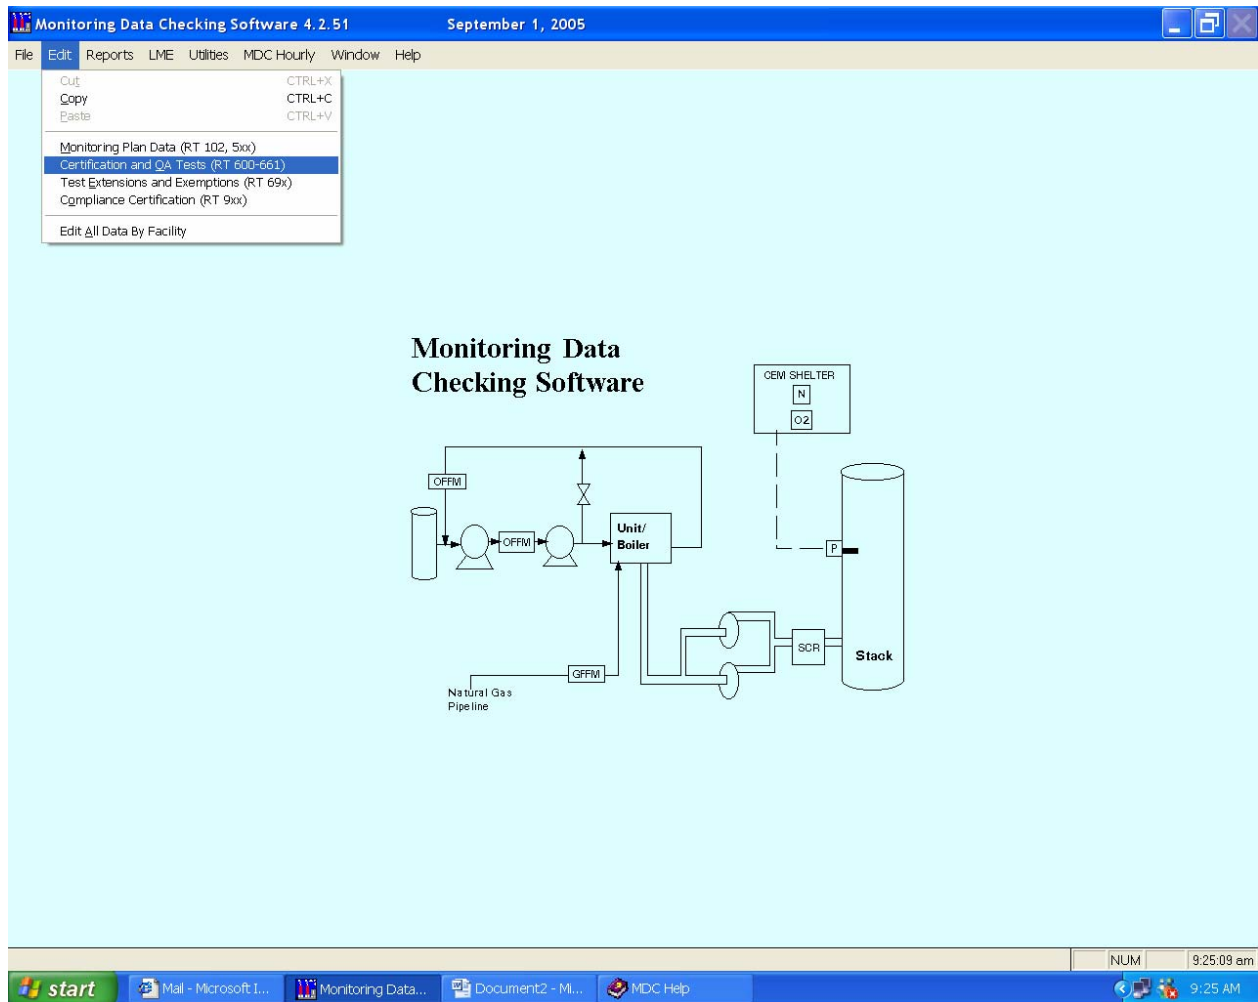 Monitoring Data Checking Software 4.2.51 September 1, 2005
File Edit Reports LME Utilities MDC Hourly Window Help
Cut CTRL+X
Copy CTRL+C
Paste CTRL+V
Monitoring Plan Data (RT 102, 5xx)
Certification and QA Tests (RT 600-661)
Test Extensions and Exemptions (RT 69x)
Compliance Certification (RT 9xx)
Edit All Data By Facility
Monitoring Data
Checking Software
CEM SHELTER
N
O2
OFFM
OFFM
Unit/
Boiler
P
SCR
Stack
GFFM
Natural Gas
Pipeline
NUM 9:25:09 am
start Mail - Microsoft I... Monitoring Data... Document2 - Mi... MDC Help 9:25 AM